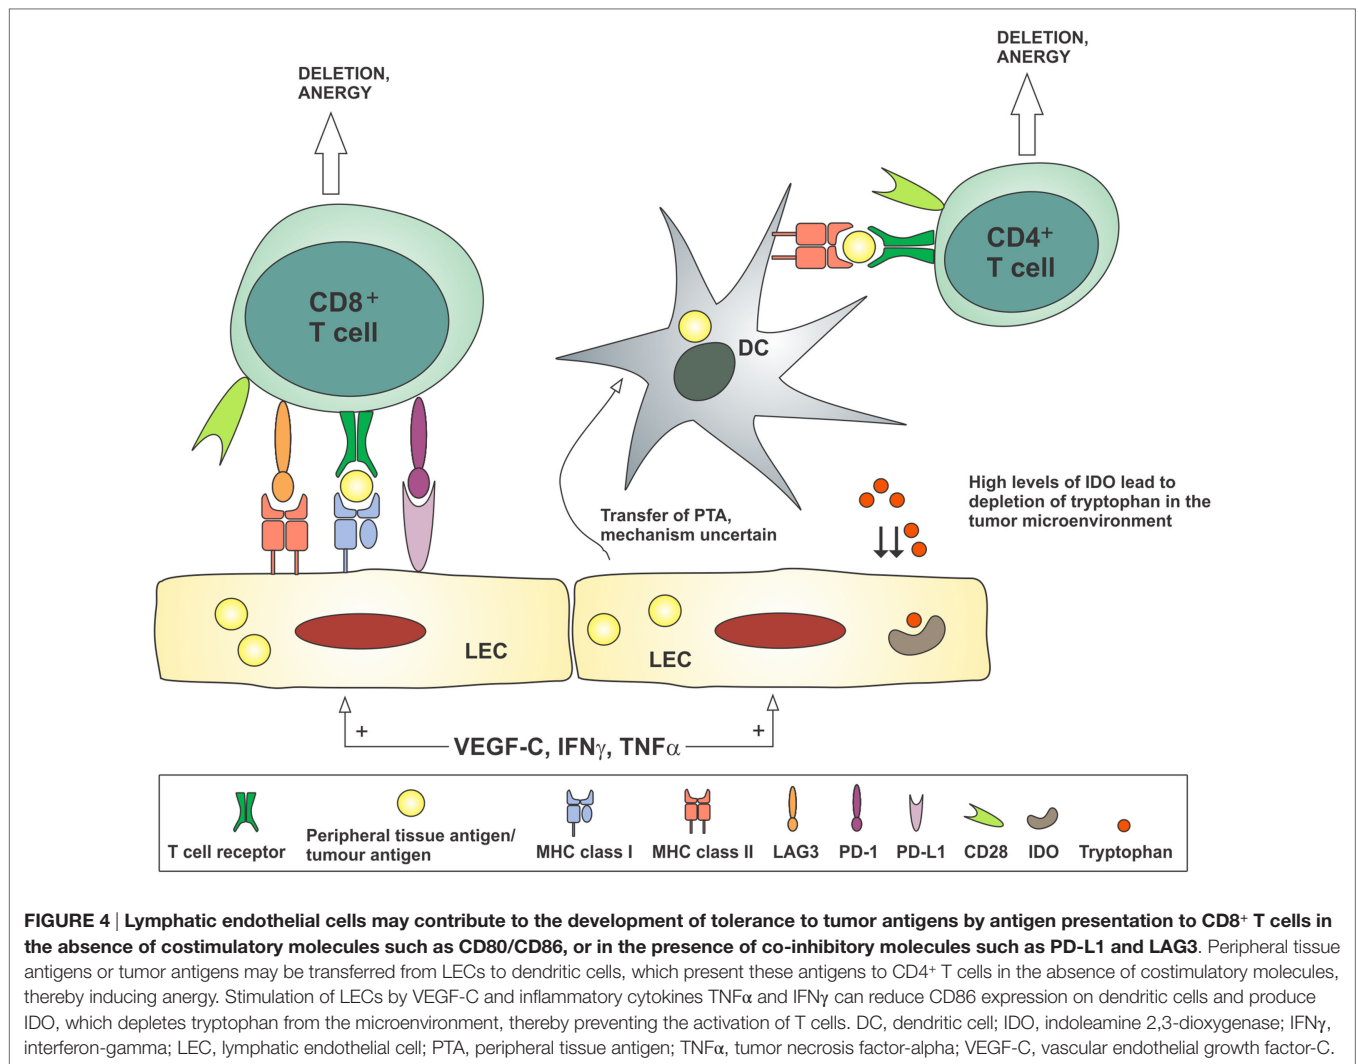 DELETION,
ANERGY
DELETION,
ANERGY
CD8+
T cell
CD4+
T cell
DC
Transfer of PTA,
mechanism uncertain
High levels of IDO lead to
depletion of tryptophan in the
tumor microenvironment
LEC
LEC
+
+
VEGF-C, IFNγ, TNFα
T cell receptor
Peripheral tissue antigen/
tumour antigen
MHC class I
MHC class II
LAG3
PD-1
PD-L1
CD28
IDO
Tryptophan
FIGURE 4 | Lymphatic endothelial cells may contribute to the development of tolerance to tumor antigens by antigen presentation to CD8+ T cells in
the absence of costimulatory molecules such as CD80/CD86, or in the presence of co-inhibitory molecules such as PD-L1 and LAG3. Peripheral tissue
antigens or tumor antigens may be transferred from LECs to dendritic cells, which present these antigens to CD4+ T cells in the absence of costimulatory molecules,
thereby inducing anergy. Stimulation of LECs by VEGF-C and inflammatory cytokines TNFα and IFNγ can reduce CD86 expression on dendritic cells and produce
IDO, which depletes tryptophan from the microenvironment, thereby preventing the activation of T cells. DC, dendritic cell; IDO, indoleamine 2,3-dioxygenase; IFNγ,
interferon-gamma; LEC, lymphatic endothelial cell; PTA, peripheral tissue antigen; TNFα, tumor necrosis factor-alpha; VEGF-C, vascular endothelial growth factor-C.